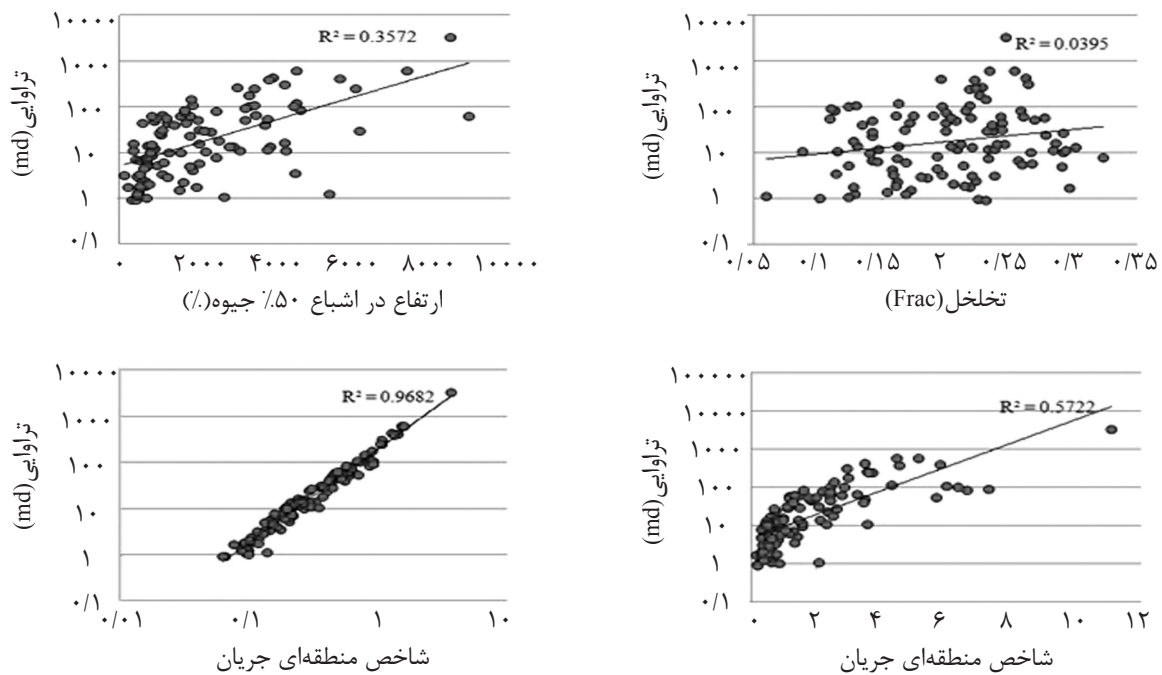 ۱۰۰۰۰
۱۰۰۰
۱۰۰
۱۰
۱
۰/۱
تراوایی(md)
R² = 0.3572
۰ ۲۰۰۰ ۴۰۰۰ ۶۰۰۰ ۸۰۰۰ ۱۰۰۰۰
ارتفاع در اشباع ۵۰٪ جیوه(٪)
۱۰۰۰۰
۱۰۰۰
۱۰۰
۱۰
۱
۰/۱
تراوایی(md)
R² = 0.0395
۰/۰۵ ۰/۱ ۰/۱۵ ۲ ۰/۲۵ ۰/۳ ۰/۳۵
تخلخل(Frac)
۱۰۰۰۰
۱۰۰۰
۱۰۰
۱۰
۱
۰/۱
تراوایی(md)
R² = 0.9682
۰/۰۱ ۰/۱ ۱ ۱۰
شاخص منطقه‌ای جریان
۱۰۰۰۰۰
۱۰۰۰۰
۱۰۰۰
۱۰۰
۱۰
۱
۰/۱
تراوایی(md)
R² = 0.5722
۰ ۲ ۴ ۶ ۸ ۱۰ ۱۲
شاخص منطقه‌ای جریان